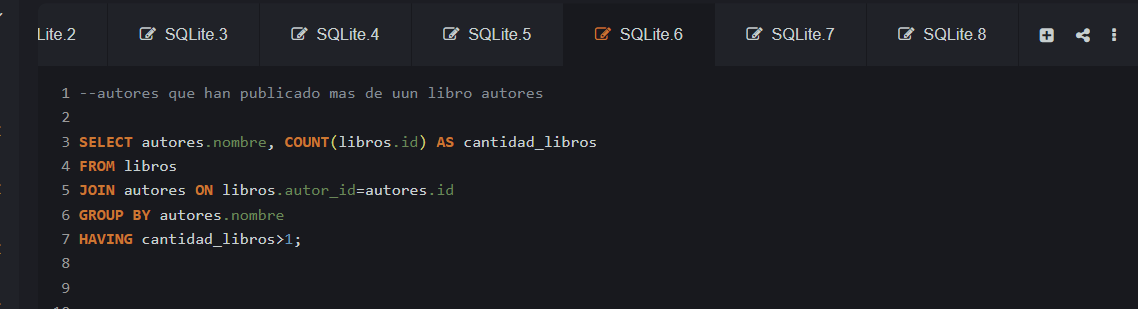 Lite.2 SQLite.3 SQLite.4 SQLite.5 SQLite.6 SQLite.7 SQLite.8
1 --autores que han publicado mas de uun libro autores
2
3 SELECT autores.nombre, COUNT(libros.id) AS cantidad_libros
4 FROM libros
5 JOIN autores ON libros.autor_id=autores.id
6 GROUP BY autores.nombre
7 HAVING cantidad_libros>1;
8
9
10